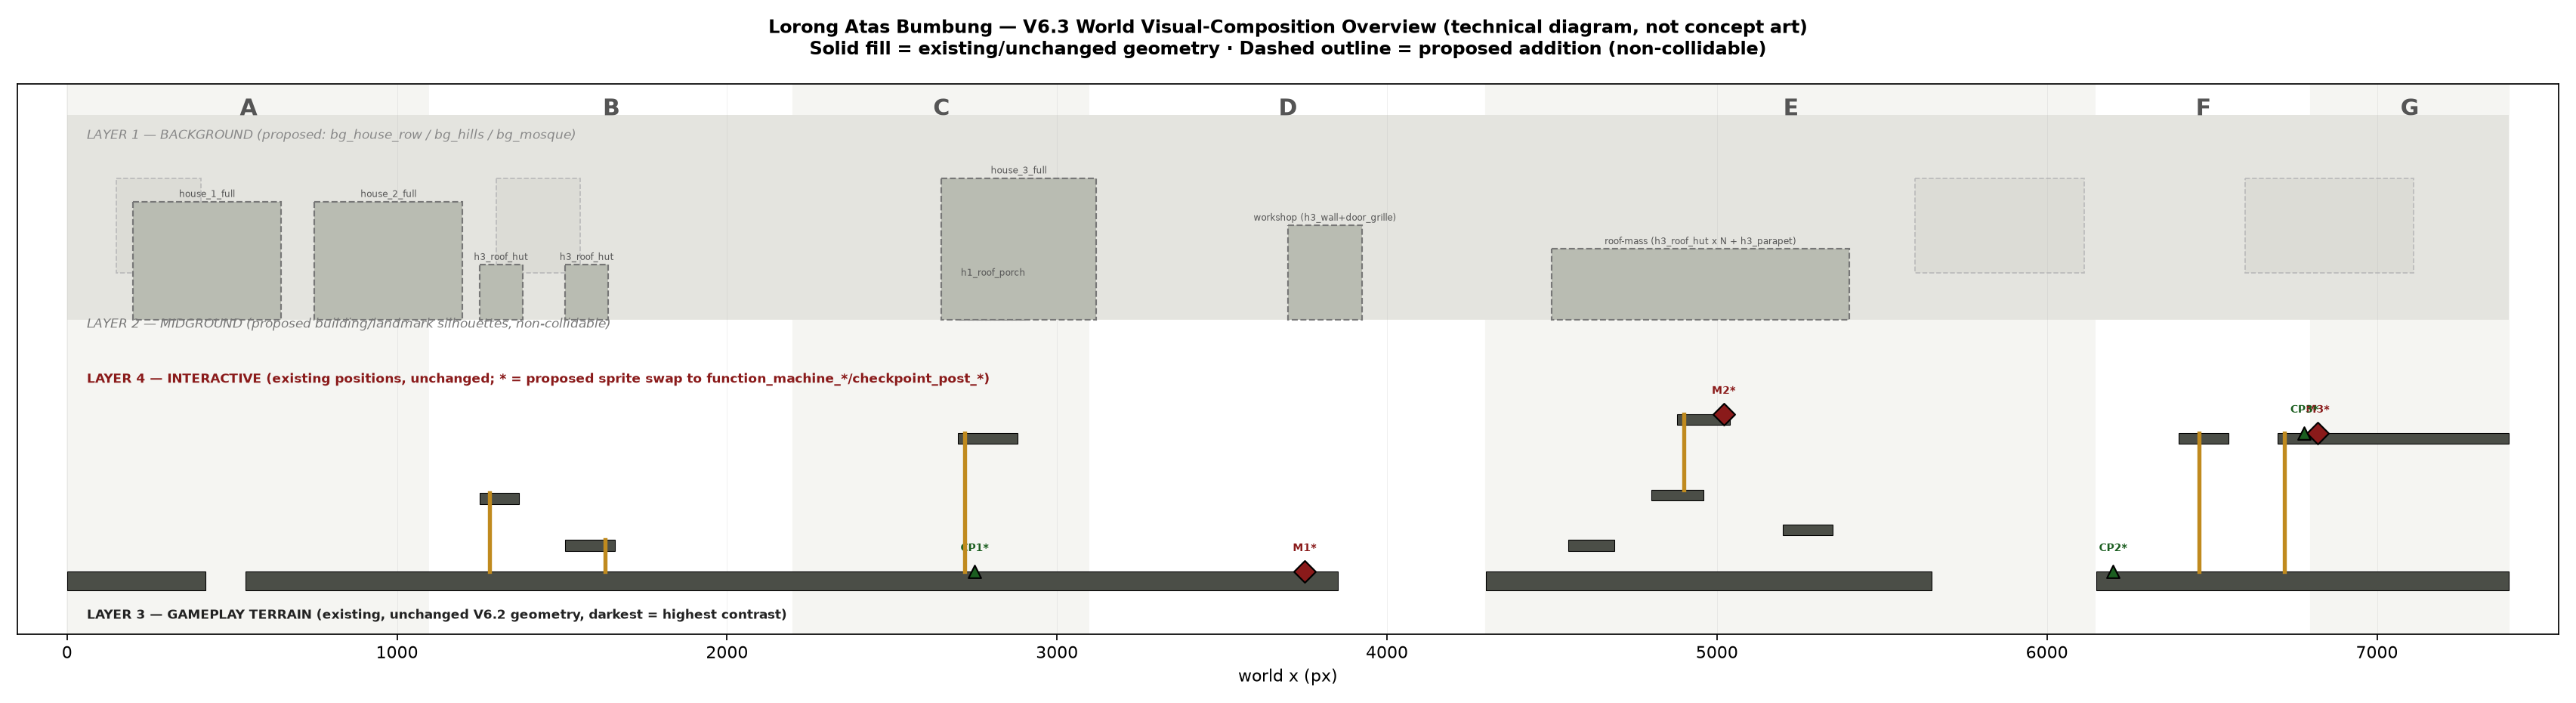 Lorong Atas Bumbung — V6.3 World Visual-Composition Overview (technical diagram, not concept art)
Solid fill = existing/unchanged geometry · Dashed outline = proposed addition (non-collidable)
A B C D E F G
LAYER 1 — BACKGROUND (proposed: bg_house_row / bg_hills / bg_mosque)
house_3_full
house_1_full house_2_full
workshop (h3_wall+door_grille)
roof-mass (h3_roof_hut x N + h3_parapet)
h3_roof_hut h3_roof_hut
h1_roof_porch
LAYER 2 — MIDGROUND (proposed building/landmark silhouettes, non-collidable)
LAYER 4 — INTERACTIVE (existing positions, unchanged; * = proposed sprite swap to function_machine_*/checkpoint_post_*)
M2*
M3*
CP1* M1* CP2*
LAYER 3 — GAMEPLAY TERRAIN (existing, unchanged V6.2 geometry, darkest = highest contrast)
0 1000 2000 3000 4000 5000 6000 7000
world x (px)